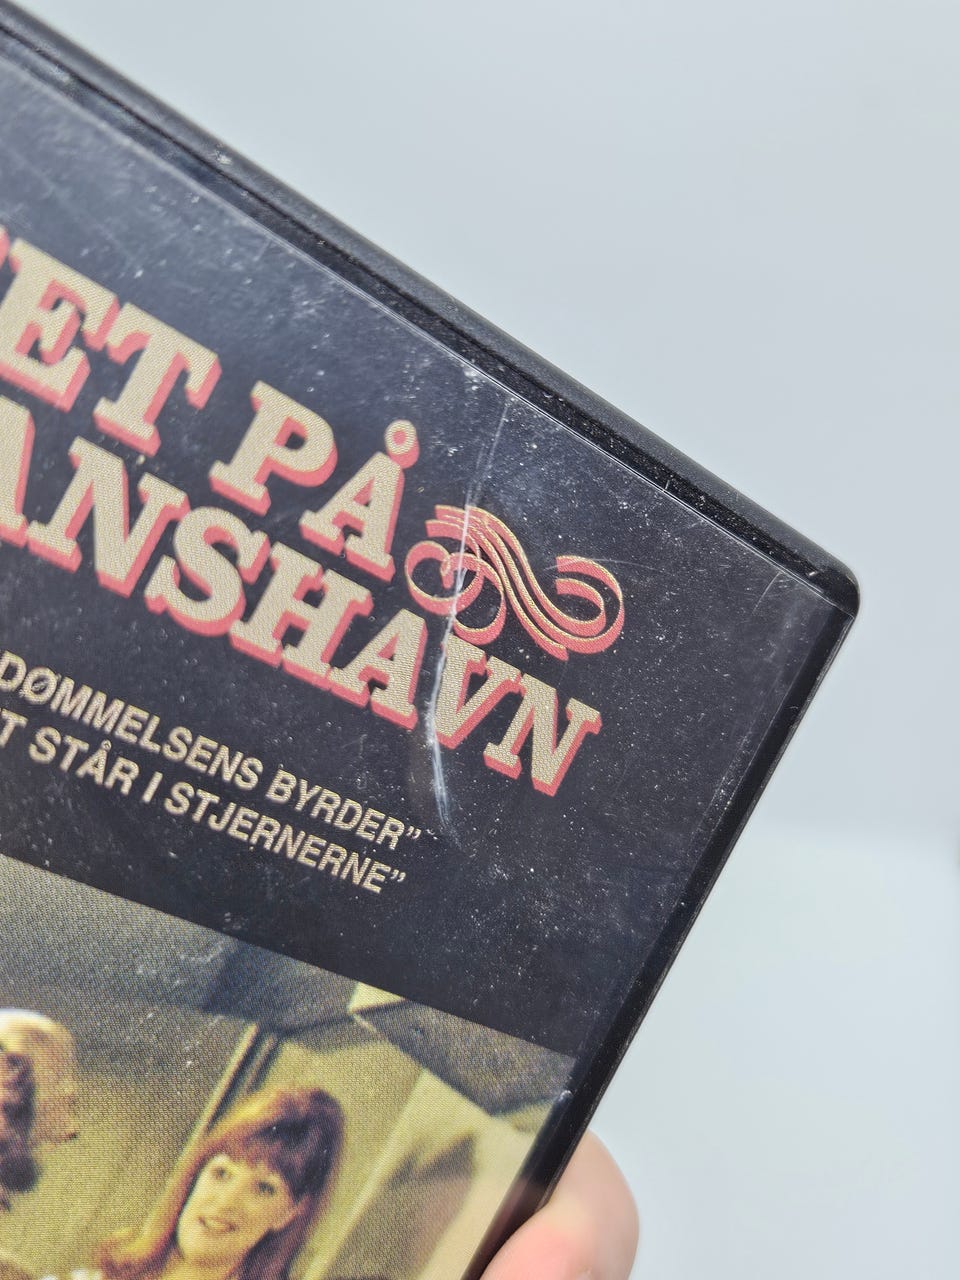 ET PÅ
ANSHAVN
DØMMELSENS BYRDER”
T STÅR I STJERNERNE”